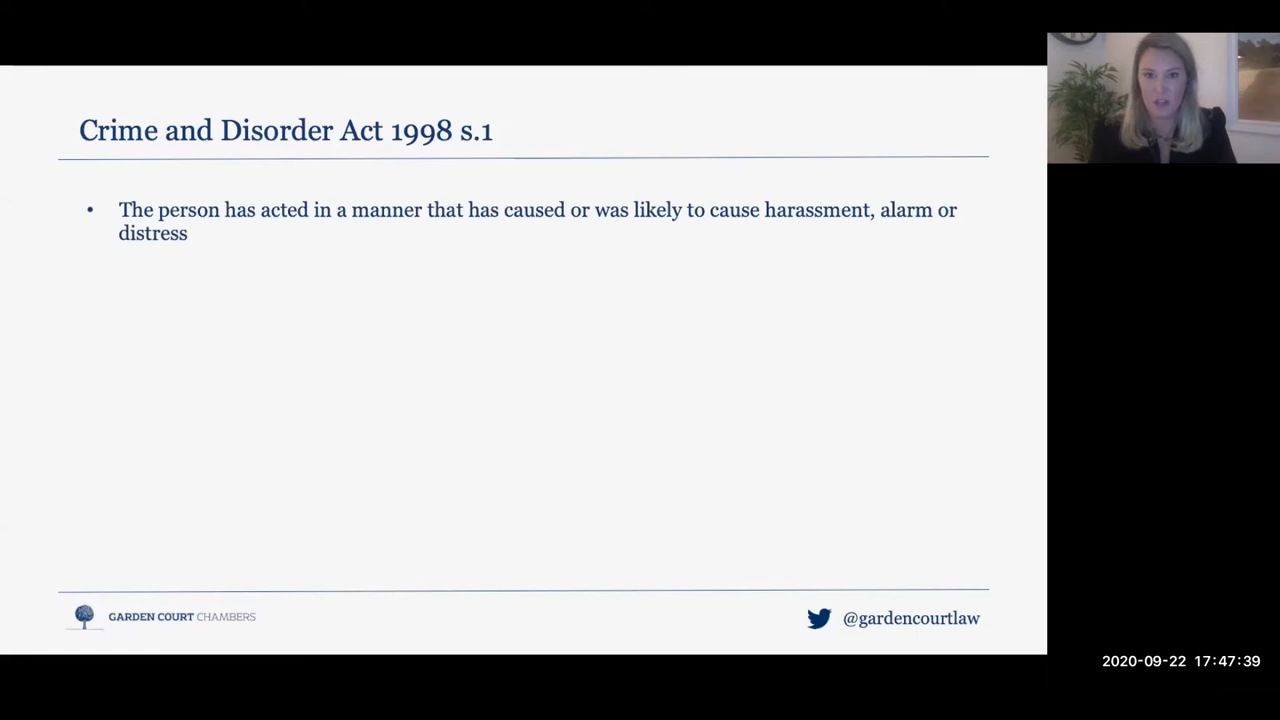 Crime and Disorder Act 1998 s.1
• The person has acted in a manner that has caused or was likely to cause harassment, alarm or
distress
GARDEN COURT CHAMBERS
@gardencourtlaw
2020-09-22 17:47:39